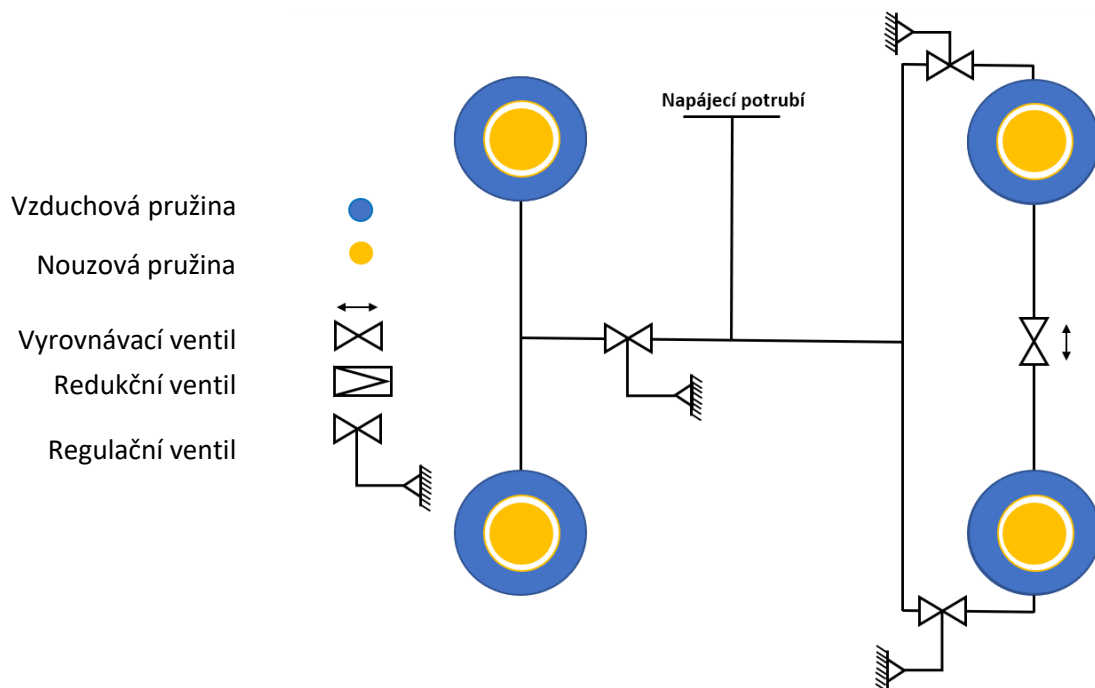 Napájecí potrubí
Vzduchová pružina
Nouzová pružina
Vyrovnávací ventil
Redukční ventil
Regulační ventil